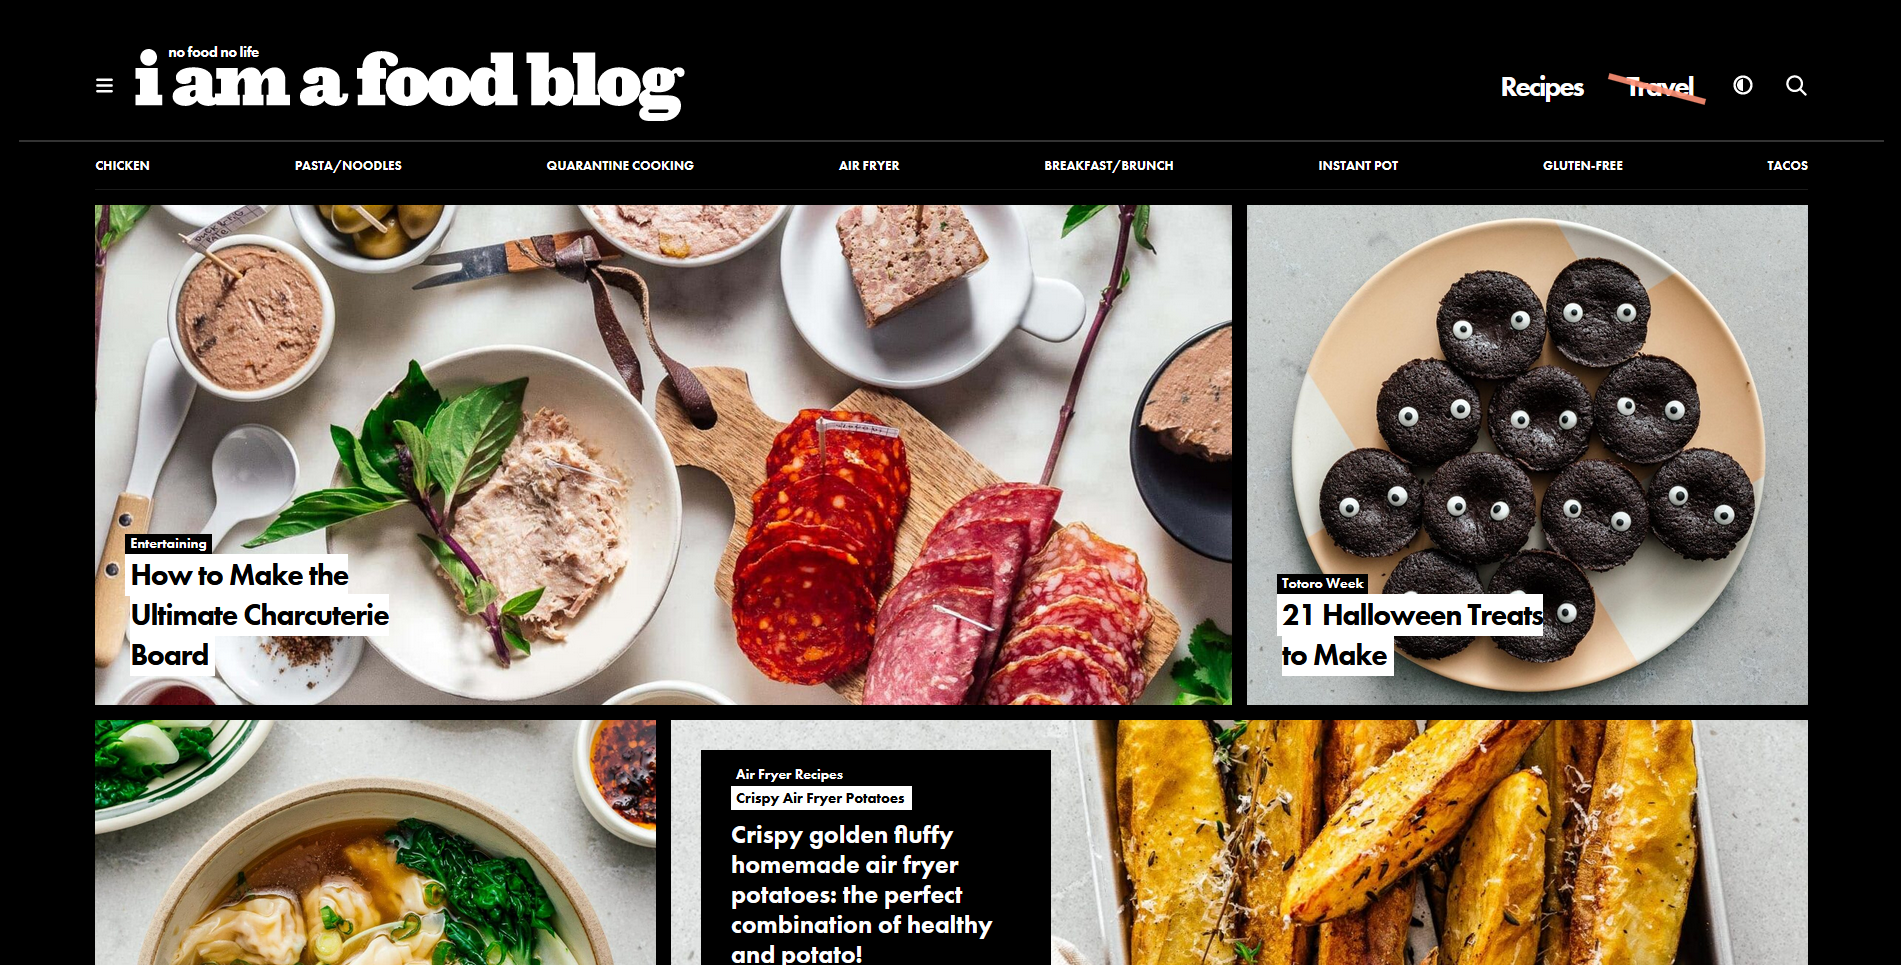 no food no life
i am a food blog
Recipes
Travel
CHICKEN
PASTA/NOODLES
QUARANTINE COOKING
AIR FRYER
BREAKFAST/BRUNCH
INSTANT POT
GLUTEN-FREE
TACOS
DUCK & FIG
PATE
Entertaining
How to Make the
Ultimate Charcuterie
Board
Totoro Week
21 Halloween Treats
to Make
Air Fryer Recipes
Crispy Air Fryer Potatoes
Crispy golden fluffy
homemade air fryer
potatoes: the perfect
combination of healthy
and potato!